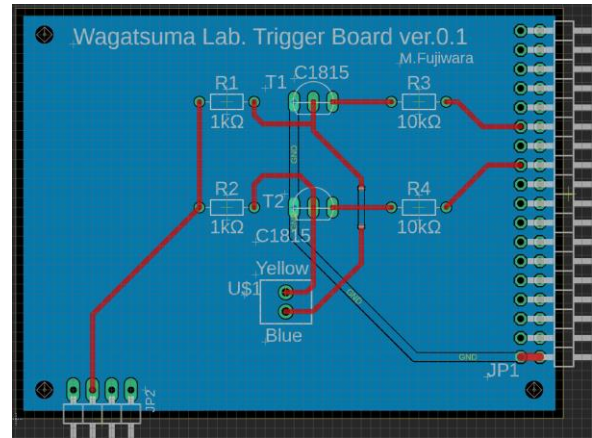 Wagatsuma Lab. Trigger Board ver.0.1
M.Fujiwara
R1
T1
C1815
R3
1kΩ
10kΩ
GND
R2
T2
R4
1kΩ
C1815
10kΩ
Yellow
U$1
GND
Blue
GND
JP1
JP2